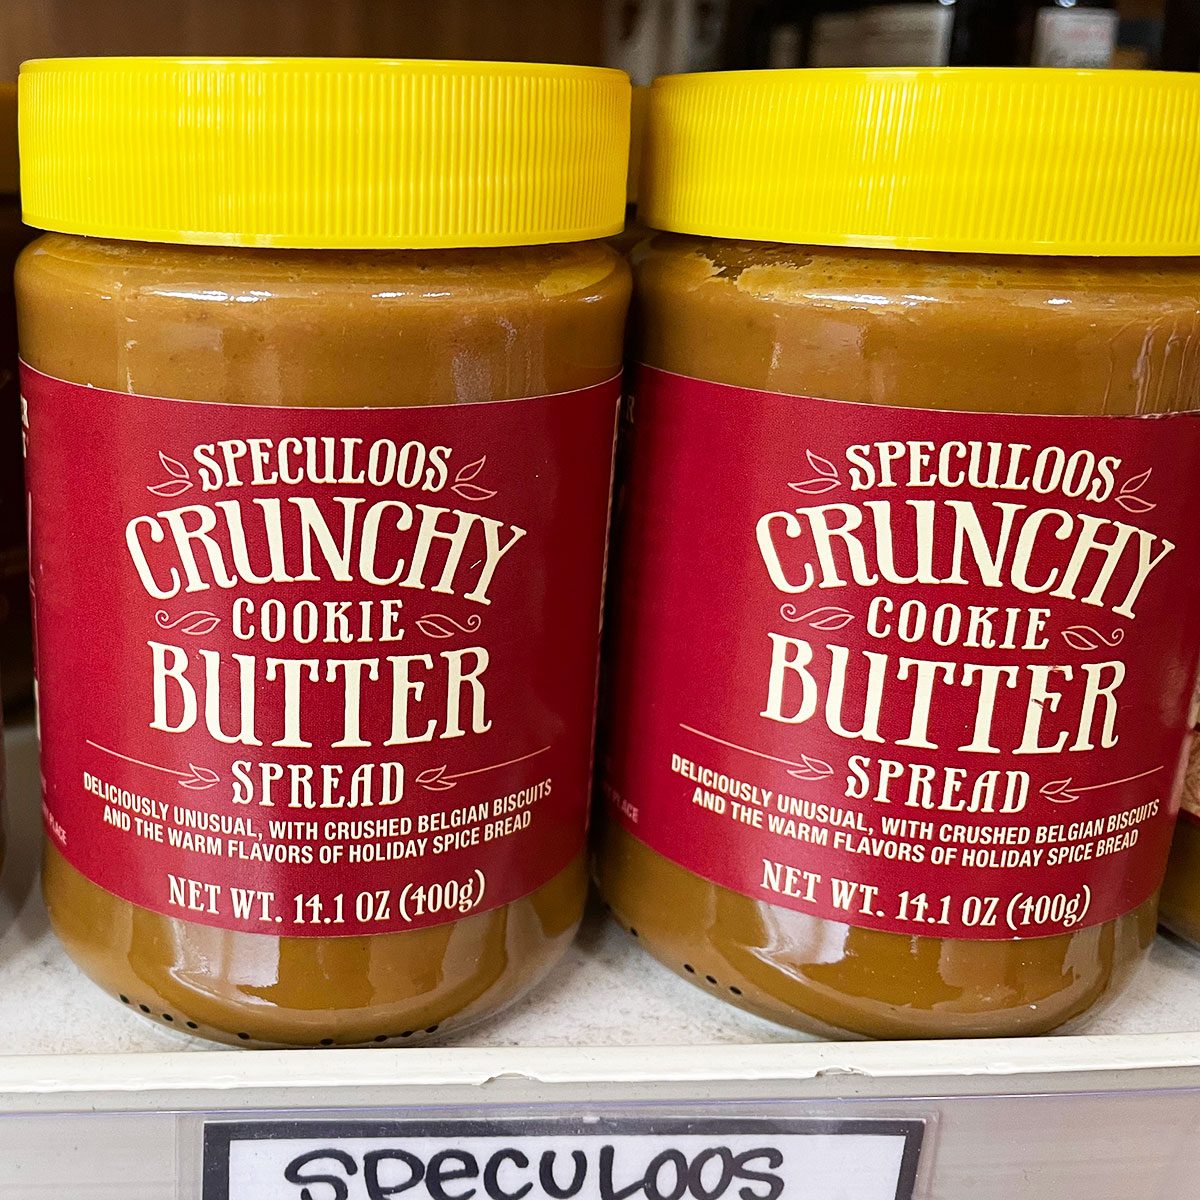 SPECULOOS
CRUNCHY
COOKIE
BUTTER
SPREAD
DELICIOUSLY UNUSUAL, WITH CRUSHED BELGIAN BISCUITS
AND THE WARM FLAVORS OF HOLIDAY SPICE BREAD
NET WT. 14.1 OZ (400g)
SPECULOOS
CRUNCHY
COOKIE
BUTTER
SPREAD
DELICIOUSLY UNUSUAL, WITH CRUSHED BELGIAN BISCUITS
AND THE WARM FLAVORS OF HOLIDAY SPICE BREAD
NET WT. 14.1 OZ (400g)
SPeCULOOS